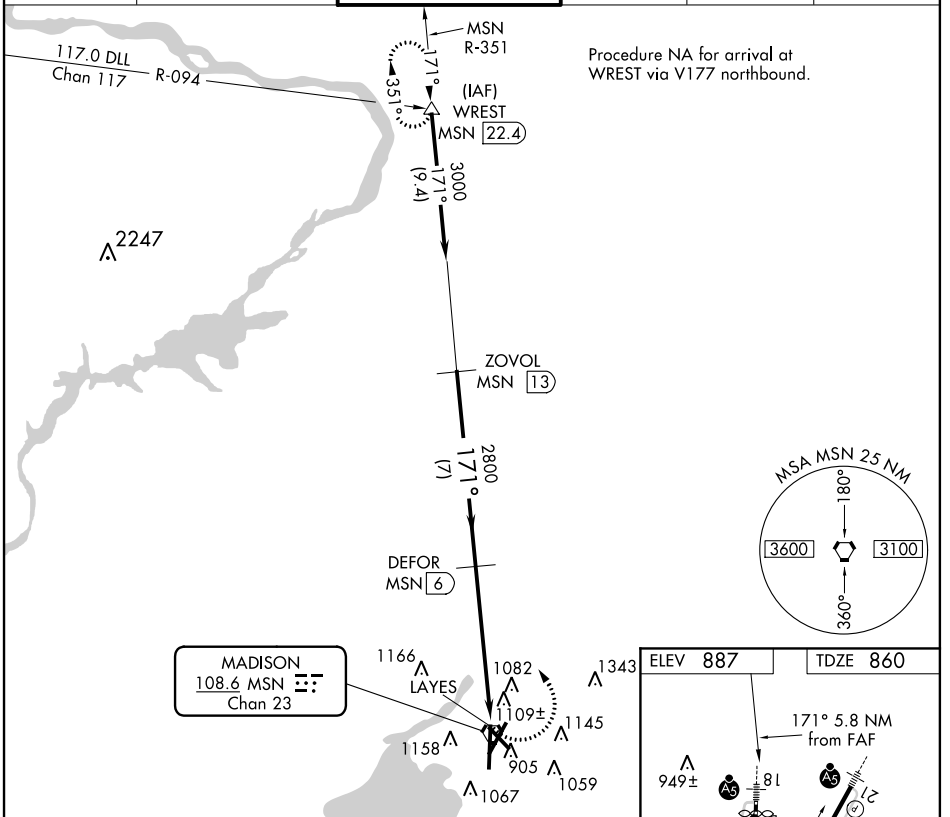 MSN
R-351
117.0 DLL
Chan 117
R-094
171°
351°
Procedure NA for arrival at
WREST via V177 northbound.
(IAF)
WREST
MSN 22.4
3000
171°
(9.4)
2247
ZOVOL
MSN 13
2800
171°
(7)
MSA MSN 25 NM
180°
3600
3100
360°
DEFOR
MSN 6
MADISON
108.6 MSN
Chan 23
1166
LAYES
1082
1343
1109±
1145
1158
905
1059
1067
ELEV 887
TDZE 860
171° 5.8 NM
from FAF
949±
A5
18
A5
21
P